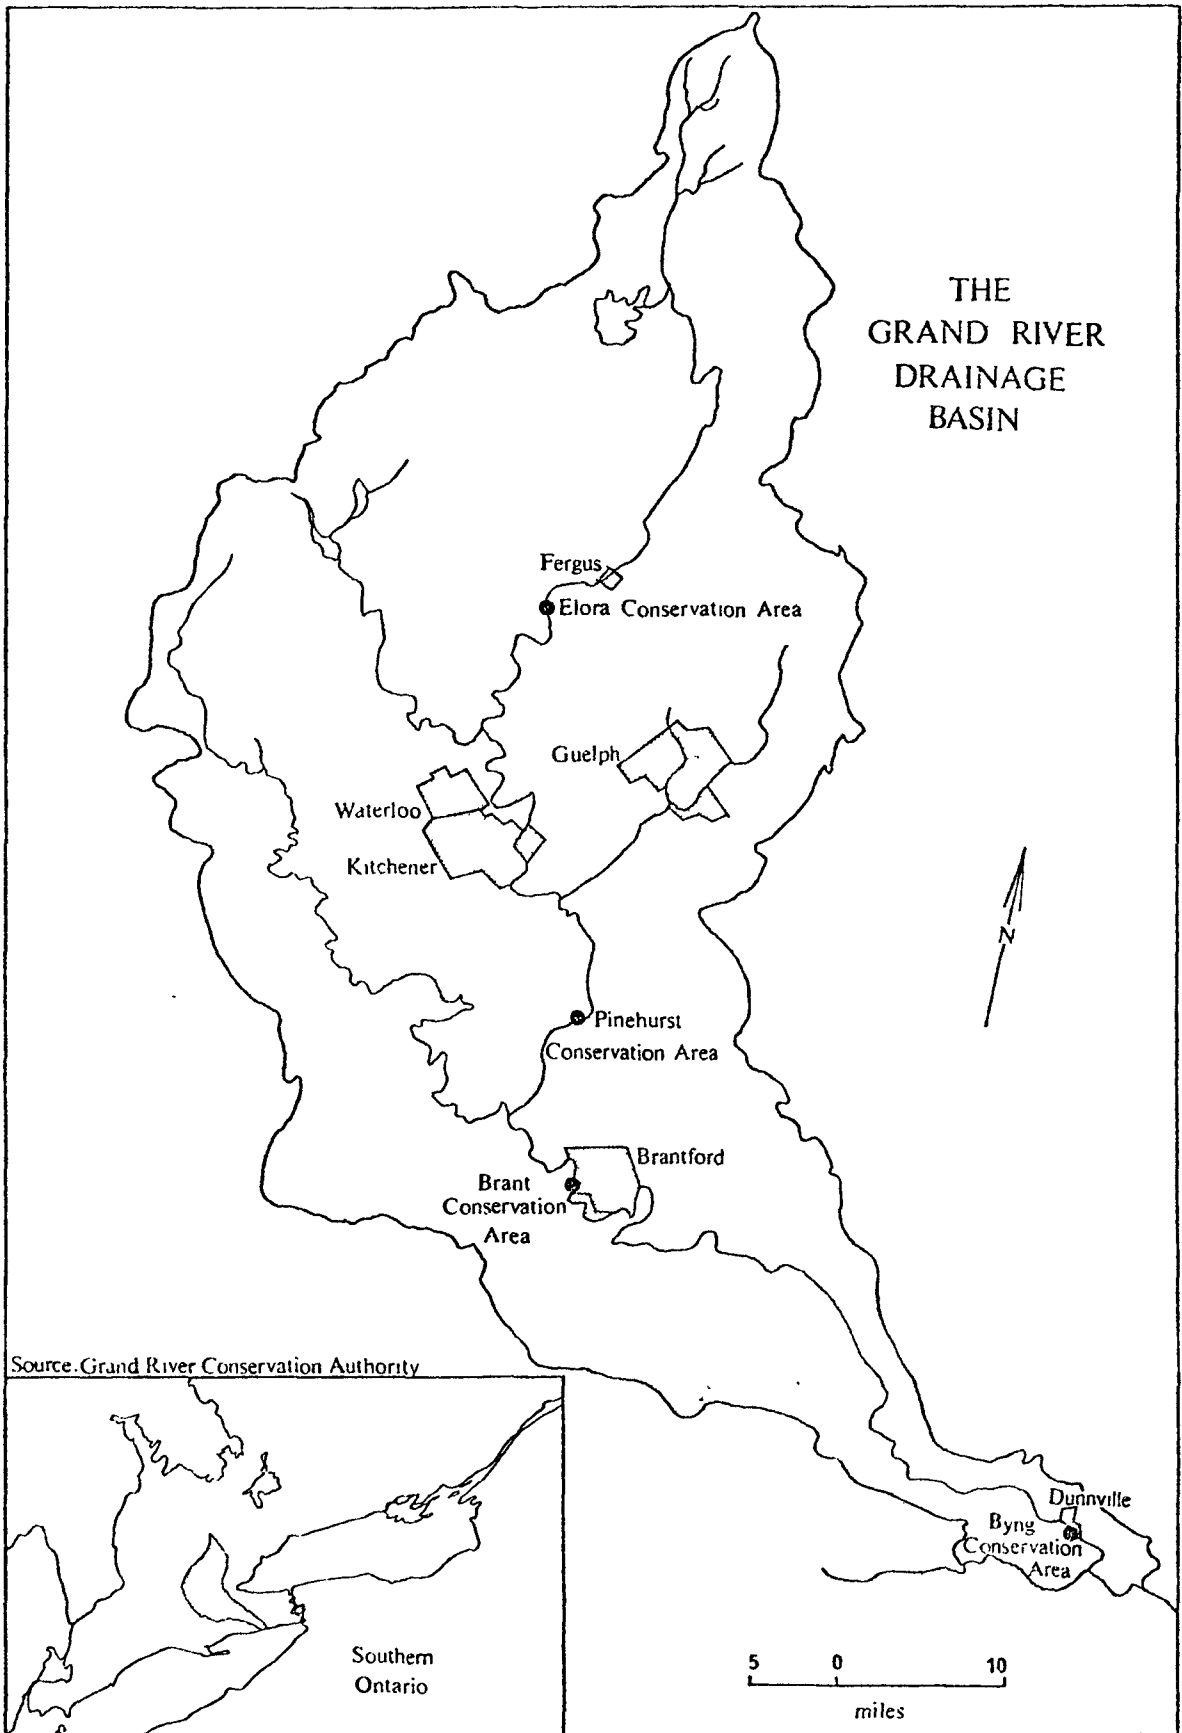 THE
GRAND RIVER
DRAINAGE
BASIN
Fergus
Elora Conservation Area
Guelph
Waterloo
Kitchener
N
Pinehurst
Conservation Area
Brantford
Brant
Conservation
Area
Source.Grand River Conservation Authority
Dunnville
Byng
Conservation
Area
Southern
Ontario
5 0 10
miles